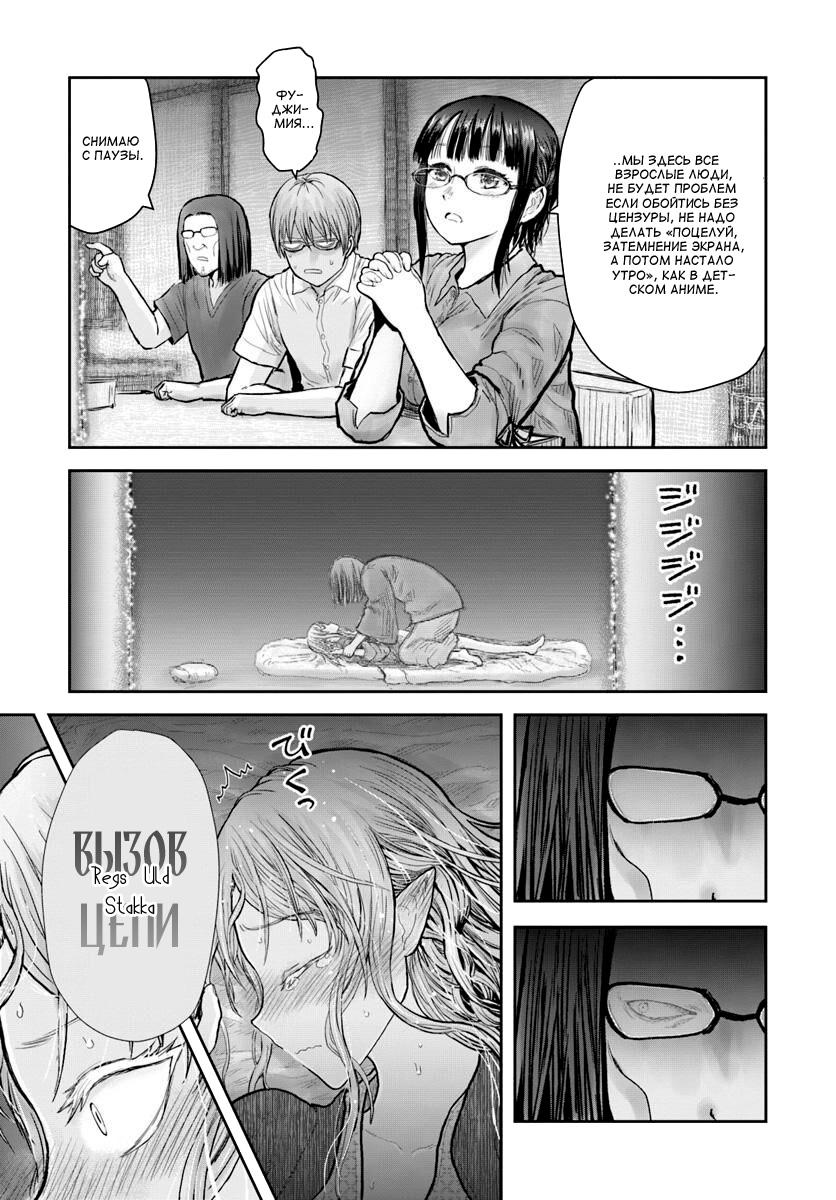 ..МЫ ЗДЕСЬ ВСЕ
ВЗРОСЛЫЕ ЛЮДИ,
НЕ БУДЕТ ПРОБЛЕМ
ЕСЛИ ОБОЙТИСЬ БЕЗ
ЦЕНЗУРЫ, НЕ НАДО
ДЕЛАТЬ «ПОЦЕЛУЙ,
ЗАТЕМНЕНИЕ ЭКРАНА,
А ПОТОМ НАСТАЛО
УТРО», КАК В ДЕТ-
СКОМ АНИМЕ.
ФУ-
ДЖИ-
МИЯ...
СНИМАЮ
С ПАУЗЫ.
ジジジジ...
びくっ
ВЫЗОВ
Regs Uld
Stakka
ЦЕПИ